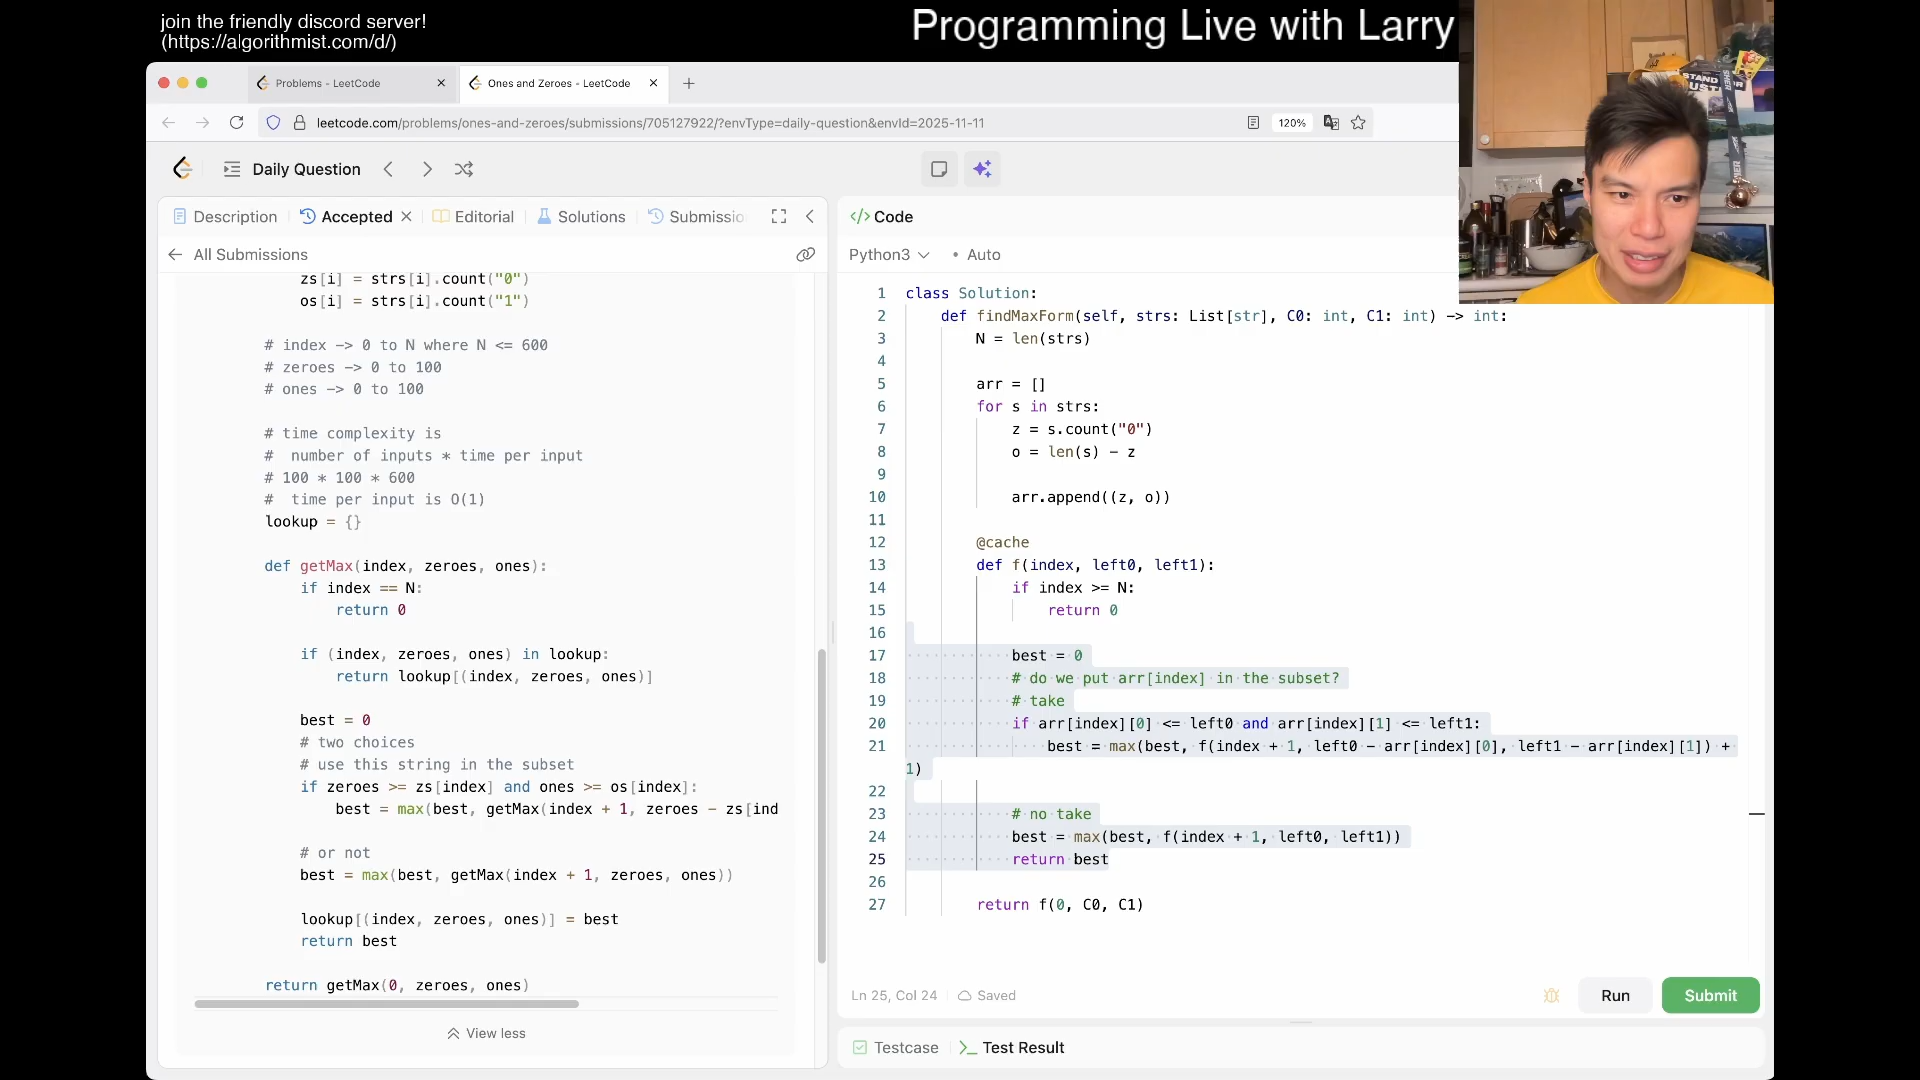 join the friendly discord server!
(https://algorithmist.com/d/)
Programming Live with Larry
Problems - LeetCode
Ones and Zeroes - LeetCode
leetcode.com/problems/ones-and-zeroes/submissions/705127922/?envType=daily-question&envId=2025-11-11
120%
Daily Question
Description
Accepted
Editorial
Solutions
Submissio
</> Code
All Submissions
Python3
• Auto
zs[i] = strs[i].count("0")
os[i] = strs[i].count("1")
# index -> 0 to N where N <= 600
# zeroes -> 0 to 100
# ones -> 0 to 100
# time complexity is
#  number of inputs * time per input
# 100 * 100 * 600
#  time per input is O(1)
lookup = {}
def getMax(index, zeroes, ones):
if index == N:
return 0
if (index, zeroes, ones) in lookup:
return lookup[(index, zeroes, ones)]
best = 0
# two choices
# use this string in the subset
if zeroes >= zs[index] and ones >= os[index]:
best = max(best, getMax(index + 1, zeroes - zs[ind
# or not
best = max(best, getMax(index + 1, zeroes, ones))
lookup[(index, zeroes, ones)] = best
return best
return getMax(0, zeroes, ones)
View less
1 class Solution:
2 def findMaxForm(self, strs: List[str], C0: int, C1: int) -> int:
3 N = len(strs)
4
5 arr = []
6 for s in strs:
7 z = s.count("0")
8 o = len(s) - z
9
10 arr.append((z, o))
11
12 @cache
13 def f(index, left0, left1):
14 if index >= N:
15 return 0
16
17 best = 0
18 # do we put arr[index] in the subset?
19 # take
20 if arr[index][0] <= left0 and arr[index][1] <= left1:
21 best = max(best, f(index + 1, left0 - arr[index][0], left1 - arr[index][1]) +
1)
22
23 # no take
24 best = max(best, f(index + 1, left0, left1))
25 return best
26
27 return f(0, C0, C1)
Ln 25, Col 24
Saved
Run
Submit
Testcase
Test Result
STAND